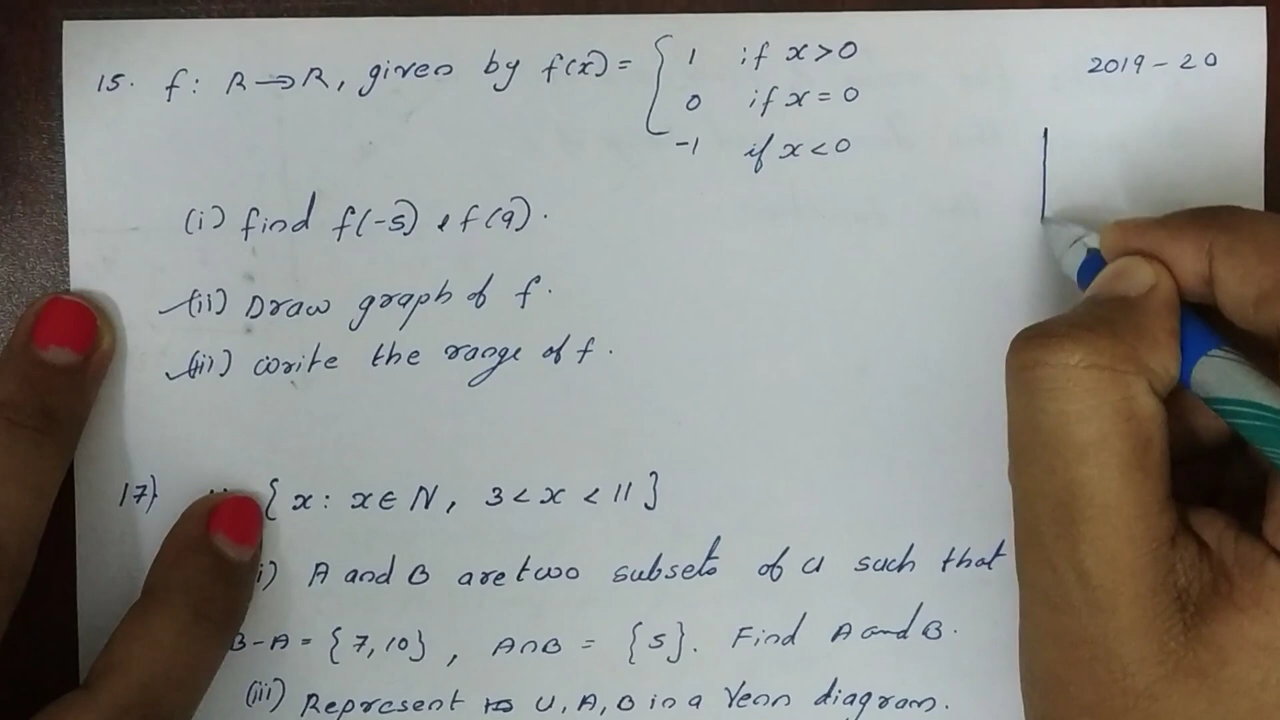 15. f: R→R, given by f(x) = { 1 if x>0
2019-20
0 if x = 0
-1 if x<0
(i) find f(-5) & f(9).
(ii) Draw graph of f.
(iii) write the range of f.
17) { x: x∈N, 3<x<11}
i) A and B are two subsets of U such that
B-A = {7,10}, A∩B = {5}. Find A and B.
(iii) Represent U, A, B in a Venn diagram.